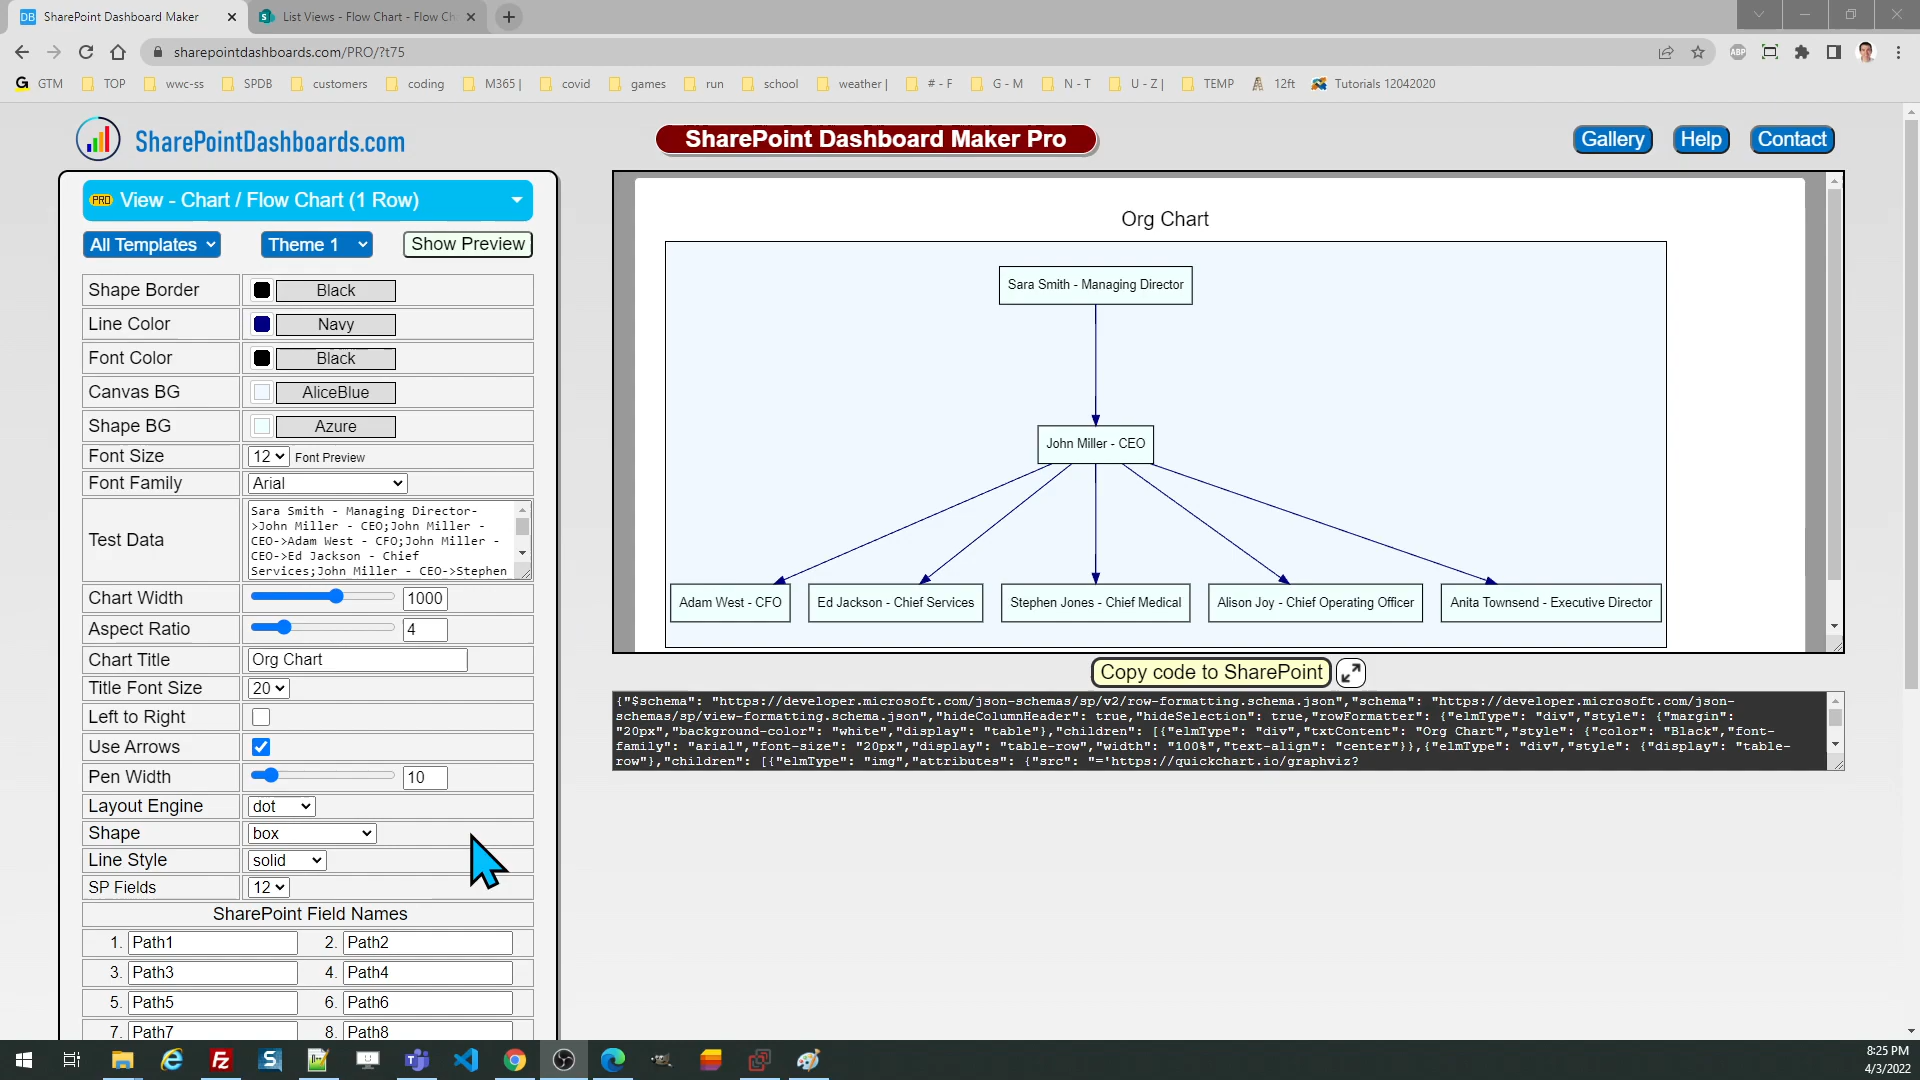 SharePoint Dashboard Maker
List Views - Flow Chart - Flow Ch
sharepointdashboards.com/PRO/?t75
ABP
GTM TOP wwc-ss SPDB customers coding M365 | covid games run school weather | # - F G - M N - T U - Z | TEMP 12ft Tutorials 12042020
SharePointDashboards.com
SharePoint Dashboard Maker Pro
Gallery Help Contact
PRO View - Chart / Flow Chart (1 Row)
All Templates Theme 1 Show Preview
Shape Border Black
Line Color Navy
Font Color Black
Canvas BG AliceBlue
Shape BG Azure
Font Size 12 Font Preview
Font Family Arial
Test Data
Sara Smith - Managing Director-
>John Miller - CEO;John Miller -
CEO->Adam West - CFO;John Miller -
CEO->Ed Jackson - Chief
Services;John Miller - CEO->Stephen
Chart Width 1000
Aspect Ratio 4
Chart Title Org Chart
Title Font Size 20
Left to Right
Use Arrows
Pen Width 10
Layout Engine dot
Shape box
Line Style solid
SP Fields 12
SharePoint Field Names
1. Path1 2. Path2
3. Path3 4. Path4
5. Path5 6. Path6
7. Path7 8. Path8
Org Chart
Sara Smith - Managing Director
John Miller - CEO
Adam West - CFO
Ed Jackson - Chief Services
Stephen Jones - Chief Medical
Alison Joy - Chief Operating Officer
Anita Townsend - Executive Director
Copy code to SharePoint
{"$schema": "https://developer.microsoft.com/json-schemas/sp/v2/row-formatting.schema.json","schema": "https://developer.microsoft.com/json-
schemas/sp/view-formatting.schema.json","hideColumnHeader": true,"hideSelection": true,"rowFormatter": {"elmType": "div","style": {"margin":
"20px","background-color": "white","display": "table"},"children": [{"elmType": "div","txtContent": "Org Chart","style": {"color": "Black","font-
family": "arial","font-size": "20px","display": "table-row","width": "100%","text-align": "center"}},{"elmType": "div","style": {"display": "table-
row"},"children": [{"elmType": "img","attributes": {"src": "='https://quickchart.io/graphviz?
8:25 PM
4/3/2022